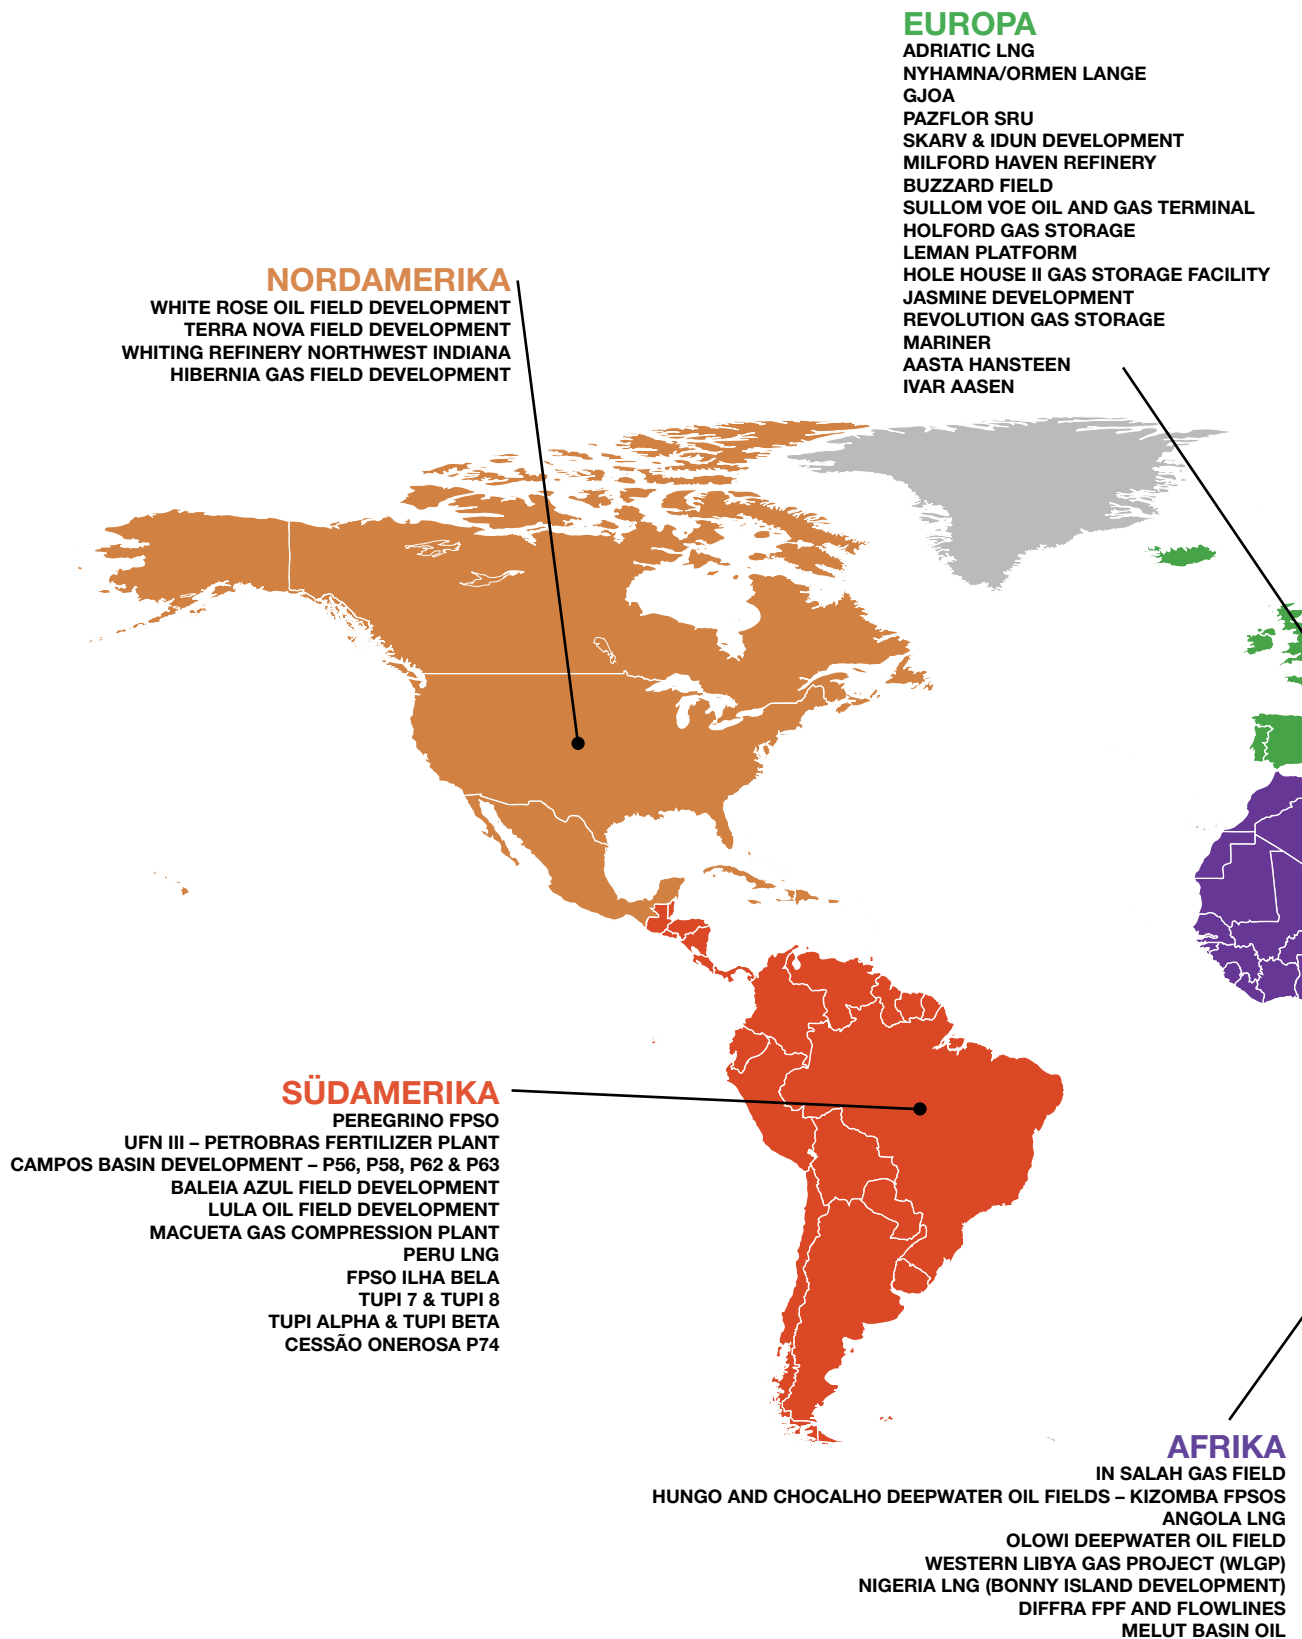 EUROPA
ADRIATIC LNG
NYHAMNA/ORMEN LANGE
GJOA
PAZFLOR SRU
SKARV & IDUN DEVELOPMENT
MILFORD HAVEN REFINERY
BUZZARD FIELD
SULLOM VOE OIL AND GAS TERMINAL
HOLFORD GAS STORAGE
LEMAN PLATFORM
HOLE HOUSE II GAS STORAGE FACILITY
JASMINE DEVELOPMENT
REVOLUTION GAS STORAGE
MARINER
AASTA HANSTEEN
IVAR AASEN
NORDAMERIKA
WHITE ROSE OIL FIELD DEVELOPMENT
TERRA NOVA FIELD DEVELOPMENT
WHITING REFINERY NORTHWEST INDIANA
HIBERNIA GAS FIELD DEVELOPMENT
SÜDAMERIKA
PEREGRINO FPSO
UFN III – PETROBRAS FERTILIZER PLANT
CAMPOS BASIN DEVELOPMENT – P56, P58, P62 & P63
BALEIA AZUL FIELD DEVELOPMENT
LULA OIL FIELD DEVELOPMENT
MACUETA GAS COMPRESSION PLANT
PERU LNG
FPSO ILHA BELA
TUPI 7 & TUPI 8
TUPI ALPHA & TUPI BETA
CESSÃO ONEROSA P74
AFRIKA
IN SALAH GAS FIELD
HUNGO AND CHOCALHO DEEPWATER OIL FIELDS – KIZOMBA FPSOS
ANGOLA LNG
OLOWI DEEPWATER OIL FIELD
WESTERN LIBYA GAS PROJECT (WLGP)
NIGERIA LNG (BONNY ISLAND DEVELOPMENT)
DIFFRA FPF AND FLOWLINES
MELUT BASIN OIL